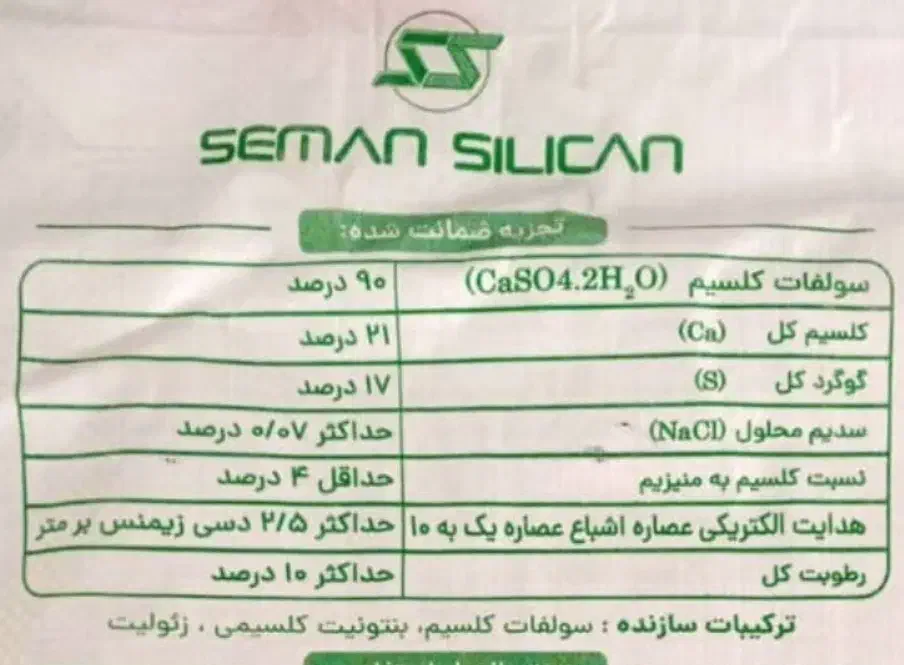 SEMAN SILICAN
تجزیه ضمانت شده:
سولفات کلسیم (CaSO4.2H₂O) ۹۰ درصد
کلسیم کل (Ca) ۲۱ درصد
گوگرد کل (S) ۱۷ درصد
سدیم محلول (NaCl) حداکثر ۰/۰۷ درصد
نسبت کلسیم به منیزیم حداقل ۴ درصد
هدایت الکتریکی عصاره اشباع عصاره یک به ۱۰ حداکثر ۲/۵ دسی زیمنس بر متر
رطوبت کل حداکثر ۱۰ درصد
ترکیبات سازنده : سولفات کلسیم، بنتونیت کلسیمی ، زئولیت